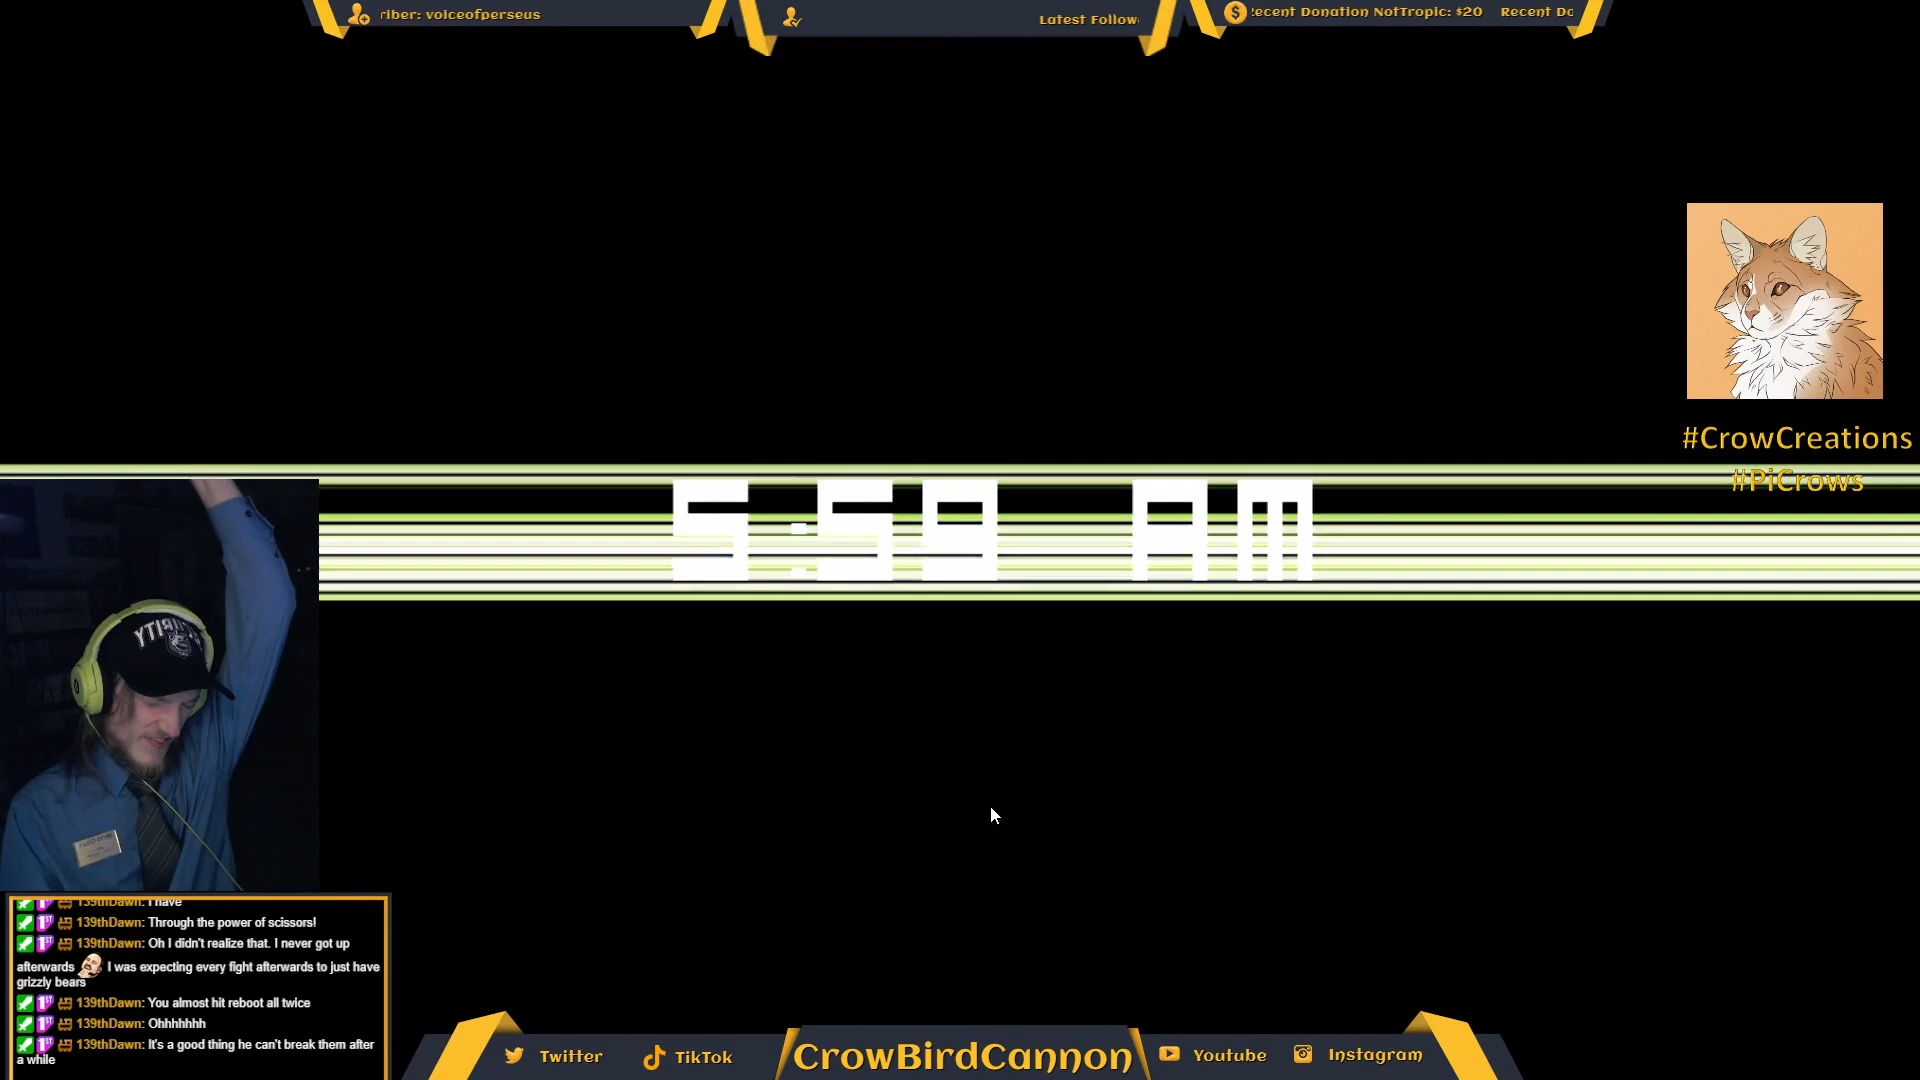 riber: voiceofperseus
Latest Follow
ecent Donation NotTropic: $20 Recent Do
#CrowCreations
#PiCrows
5:59 AM
139thDawn: I have
139thDawn: Through the power of scissors!
139thDawn: Oh I didn't realize that. I never got up
afterwards I was expecting every fight afterwards to just have
grizzly bears
139thDawn: You almost hit reboot all twice
139thDawn: Ohhhhhhh
139thDawn: It's a good thing he can't break them after
a while
Twitter
TikTok
CrowBirdCannon
Youtube
Instagram